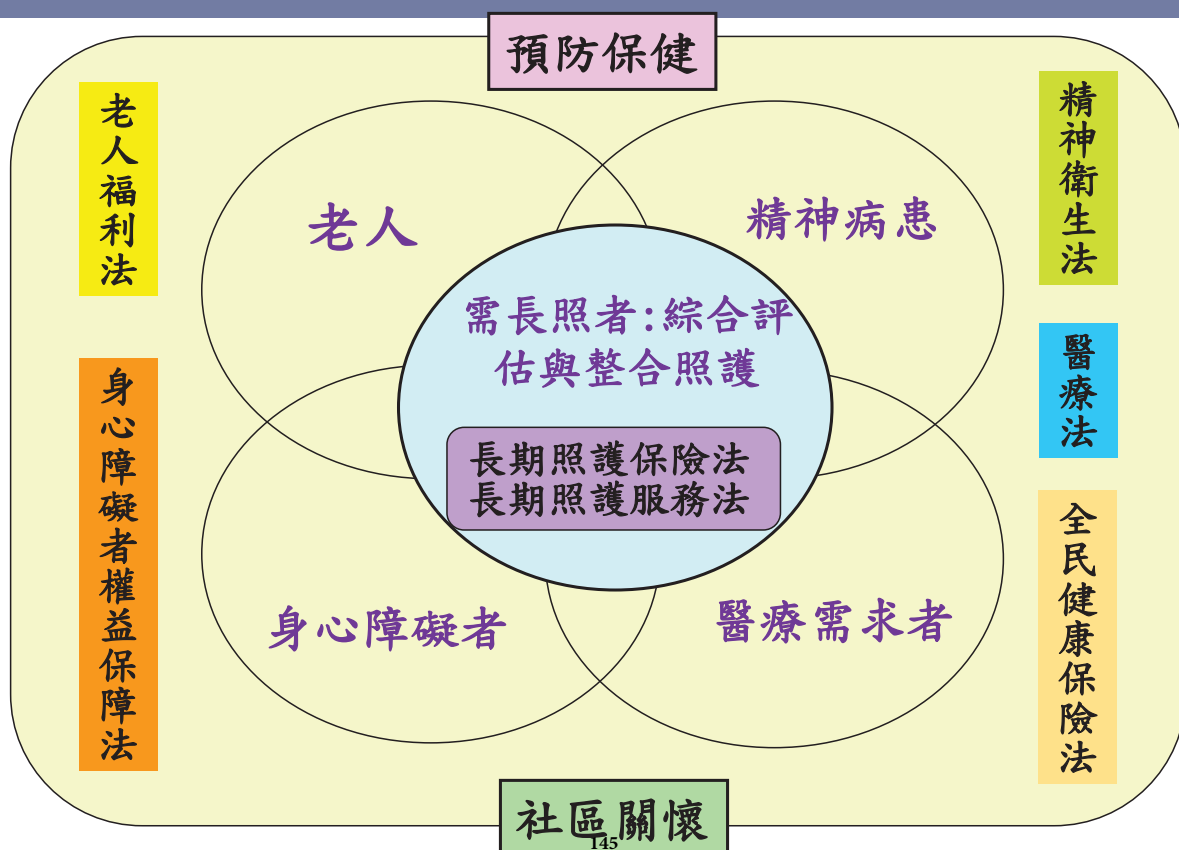 預防保健
老人福利法
精神衛生法
老人
精神病患
需長照者:綜合評
估與整合照護
醫療法
身心障礙者權益保障法
長期照護保險法
長期照護服務法
全民健康保險法
身心障礙者
醫療需求者
社區關懷
145